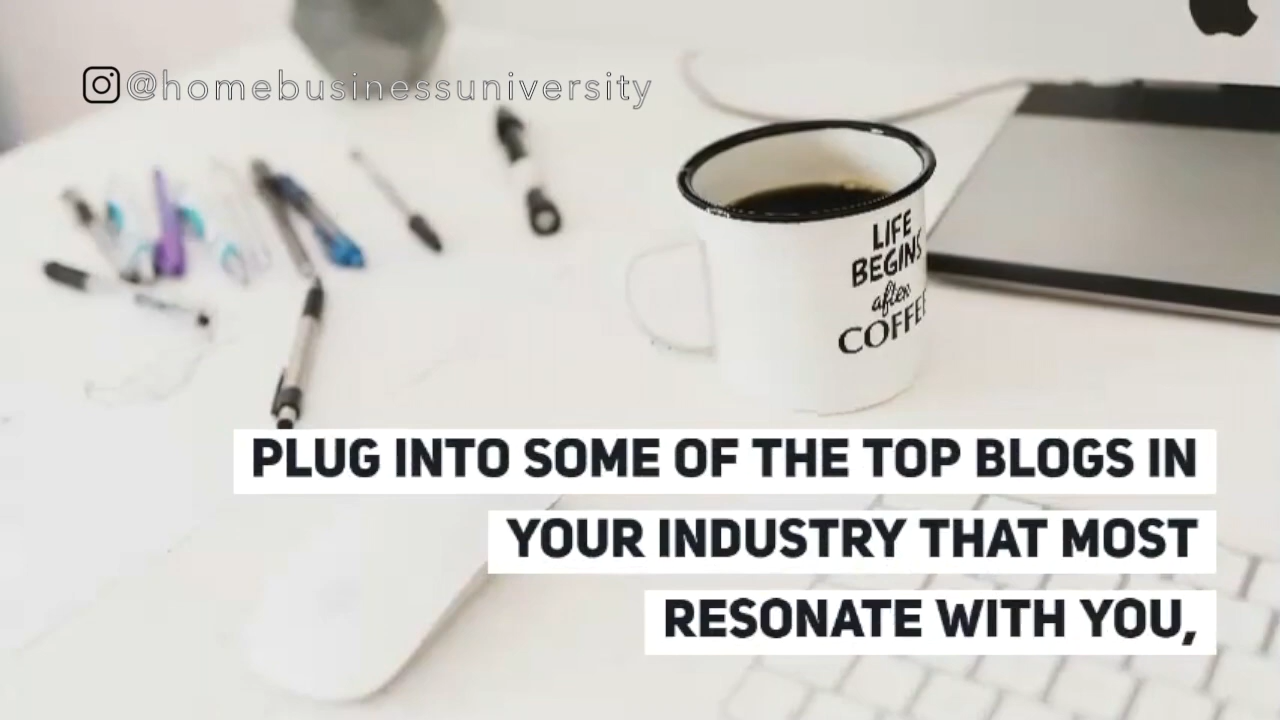 @homebusinessuniversity
LIFE
BEGINS
after
COFFEE
PLUG INTO SOME OF THE TOP BLOGS IN
YOUR INDUSTRY THAT MOST
RESONATE WITH YOU,